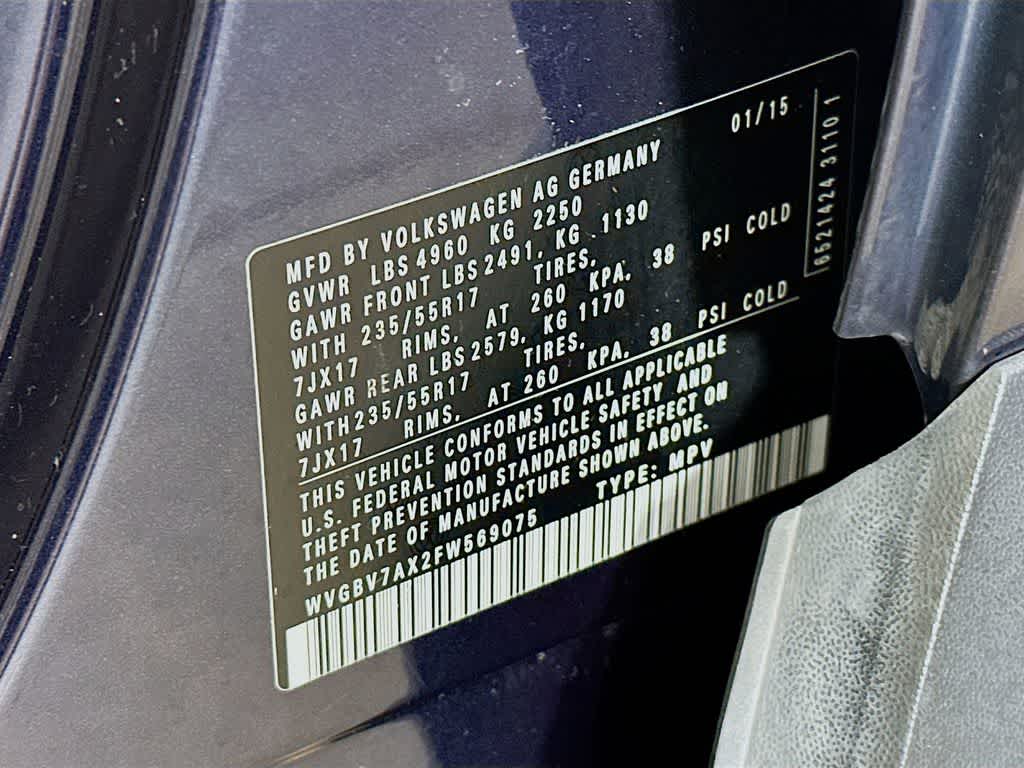 01/15
MFD BY VOLKSWAGEN AG GERMANY
GVWR LBS 4960 KG 2250
GAWR FRONT LBS 2491, KG 1130
WITH 235/55R17 TIRES,
7JX17 RIMS, AT 260 KPA, 38 PSI COLD
GAWR REAR LBS 2579, KG 1170
WITH 235/55R17 TIRES,
7JX17 RIMS, AT 260 KPA, 38 PSI COLD
THIS VEHICLE CONFORMS TO ALL APPLICABLE
U.S. FEDERAL MOTOR VEHICLE SAFETY AND
THEFT PREVENTION STANDARDS IN EFFECT ON
THE DATE OF MANUFACTURE SHOWN ABOVE.
WVGBV7AX2FW569075 TYPE: MPV
6521424 3110 1